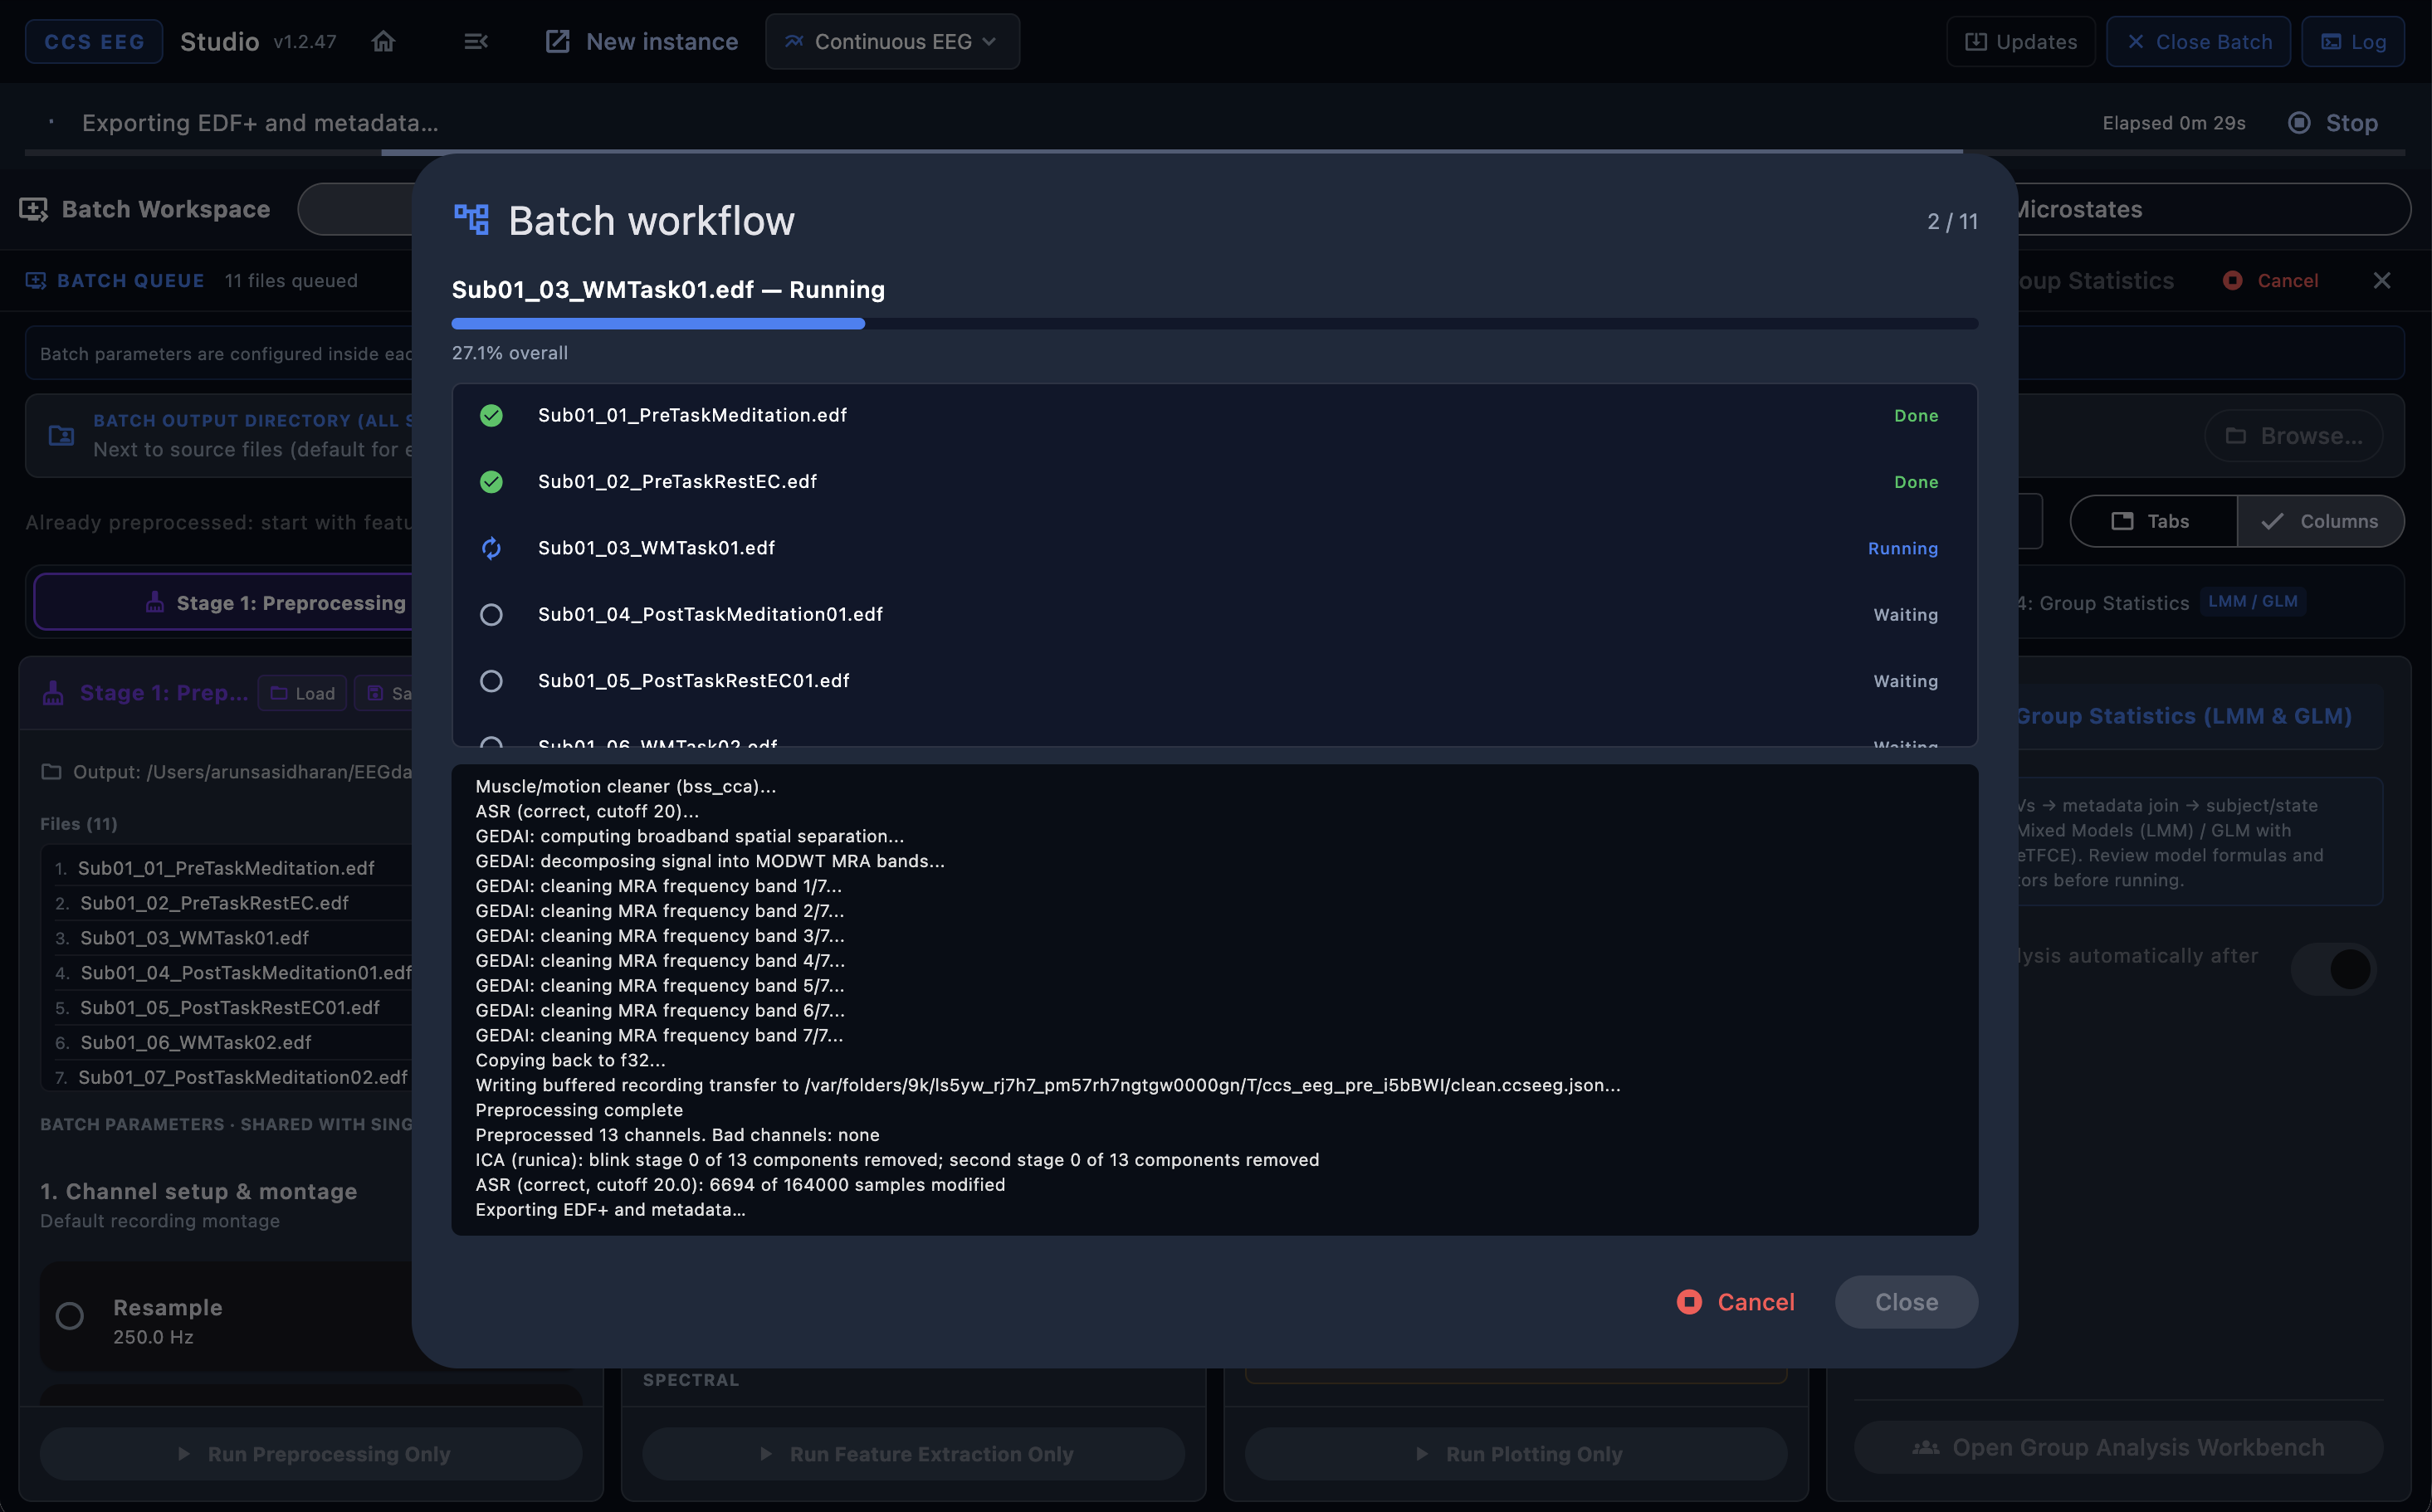 CCS EEG Studio v1.2.47 New instance Continuous EEG Updates Close Batch Log
Exporting EDF+ and metadata... Elapsed 0m 29s Stop
Batch Workspace Microstates
BATCH QUEUE 11 files queued Group Statistics Cancel
Batch parameters are configured inside
BATCH OUTPUT DIRECTORY (ALL
Next to source files (default for
Browse...
Already preprocessed: start with
Tabs Columns
Stage 1: Preprocessing
4: Group Statistics LMM / GLM
Stage 1: Prep... Load
Output: /Users/arunsasidharan/EEGda
Files (11)
1. Sub01_01_PreTaskMeditation.edf
2. Sub01_02_PreTaskRestEC.edf
3. Sub01_03_WMTask01.edf
4. Sub01_04_PostTaskMeditation01.edf
5. Sub01_05_PostTaskRestEC01.edf
6. Sub01_06_WMTask02.edf
7. Sub01_07_PostTaskMeditation02.edf
BATCH PARAMETERS · SHARED WITH SING
1. Channel setup & montage
Default recording montage
Resample
250.0 Hz
Run Preprocessing Only
Batch workflow 2 / 11
Sub01_03_WMTask01.edf — Running
27.1% overall
Sub01_01_PreTaskMeditation.edf Done
Sub01_02_PreTaskRestEC.edf Done
Sub01_03_WMTask01.edf Running
Sub01_04_PostTaskMeditation01.edf Waiting
Sub01_05_PostTaskRestEC01.edf Waiting
Sub01_06_WMTask02.edf Waiting
Muscle/motion cleaner (bss_cca)...
ASR (correct, cutoff 20)...
GEDAI: computing broadband spatial separation...
GEDAI: decomposing signal into MODWT MRA bands...
GEDAI: cleaning MRA frequency band 1/7...
GEDAI: cleaning MRA frequency band 2/7...
GEDAI: cleaning MRA frequency band 3/7...
GEDAI: cleaning MRA frequency band 4/7...
GEDAI: cleaning MRA frequency band 5/7...
GEDAI: cleaning MRA frequency band 6/7...
GEDAI: cleaning MRA frequency band 7/7...
Copying back to f32...
Writing buffered recording transfer to /var/folders/9k/ls5yw_rj7h7_pm57rh7ngtgw0000gn/T/ccs_eeg_pre_i5bBWI/clean.ccseeg.json...
Preprocessing complete
Preprocessed 13 channels. Bad channels: none
ICA (runica): blink stage 0 of 13 components removed; second stage 0 of 13 components removed
ASR (correct, cutoff 20.0): 6694 of 164000 samples modified
Exporting EDF+ and metadata...
Cancel Close
SPECTRAL
Run Feature Extraction Only
Run Plotting Only
Group Statistics (LMM & GLM)
Vs → metadata join → subject/state
Mixed Models (LMM) / GLM with
eTFCE). Review model formulas and
before running.
automatically after
Open Group Analysis Workbench